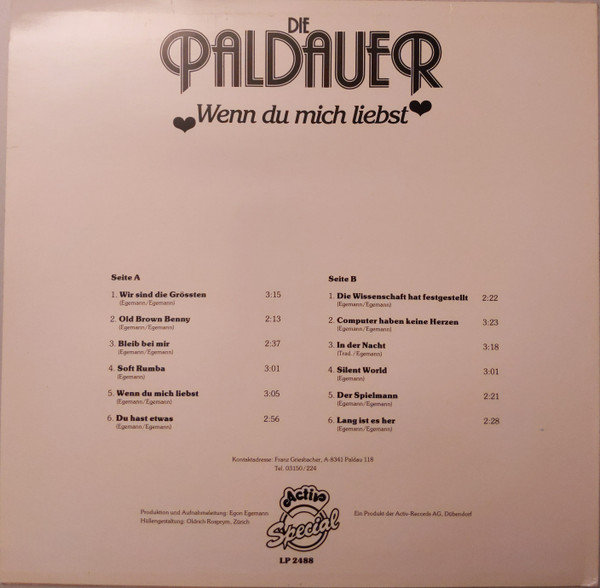 DIE
PALDAUER
Wenn du mich liebst
Seite A
1. Wir sind die Grössten 3:15
(Egemann/Egemann)
2. Old Brown Benny 2:13
(Egemann/Egemann)
3. Bleib bei mir 2:37
(Egemann/Egemann)
4. Soft Rumba 3:01
(Egemann)
5. Wenn du mich liebst 3:05
(Egemann/Egemann)
6. Du hast etwas 2:56
(Egemann/Egemann)
Seite B
1. Die Wissenschaft hat festgestellt 2:22
(Egemann/Egemann)
2. Computer haben keine Herzen 3:23
(Egemann/Egemann)
3. In der Nacht 3:18
(Trad./Egemann)
4. Silent World 3:01
(Egemann)
5. Der Spielmann 2:21
(Egemann/Egemann)
6. Lang ist es her 2:28
(Egemann/Egemann)
Kontaktadresse: Franz Griesbacher, A-8341 Paldau 118
Tel. 03150/224
Activ
Special
LP 2488
Produktion und Aufnahmeleitung: Egon Egemann
Hüllengestaltung: Oldrich Zürich
Ein Produkt der Activ-Records AG, Dübendorf